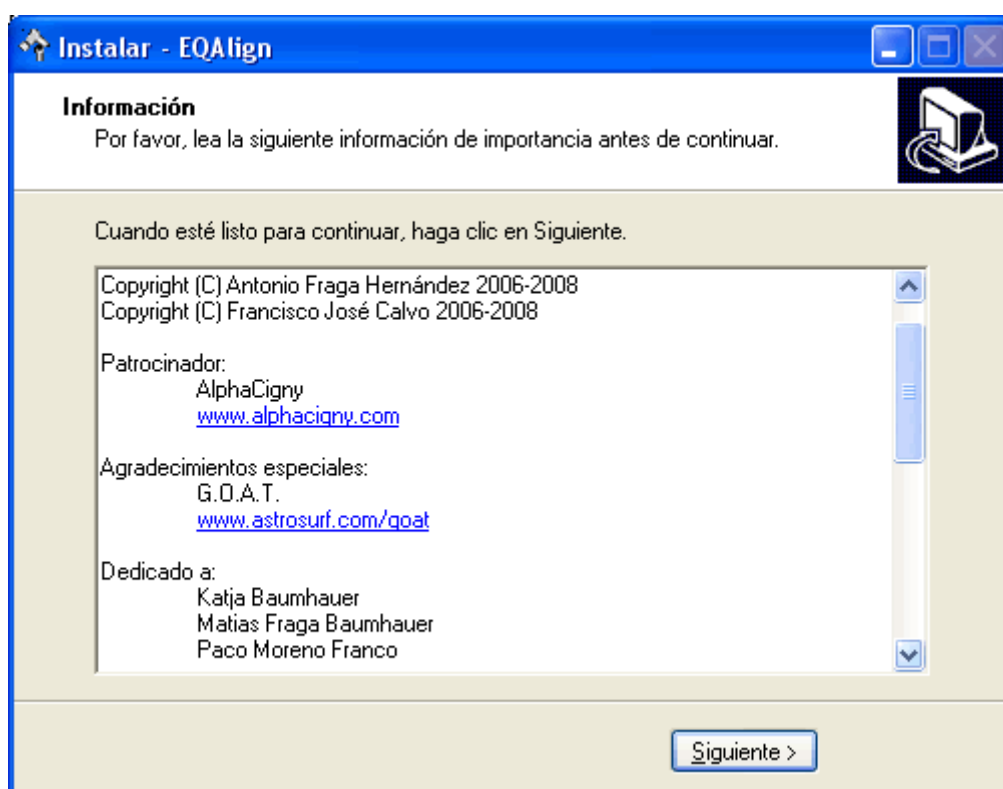 Instalar - EQAlign
Información
Por favor, lea la siguiente información de importancia antes de continuar.
Cuando esté listo para continuar, haga clic en Siguiente.
Copyright (C) Antonio Fraga Hernández 2006-2008
Copyright (C) Francisco José Calvo 2006-2008
Patrocinador:
AlphaCigny
www.alphacigny.com
Agradecimientos especiales:
G.O.A.T.
www.astrosurf.com/goat
Dedicado a:
Katja Baumhauer
Matias Fraga Baumhauer
Paco Moreno Franco
Siguiente >